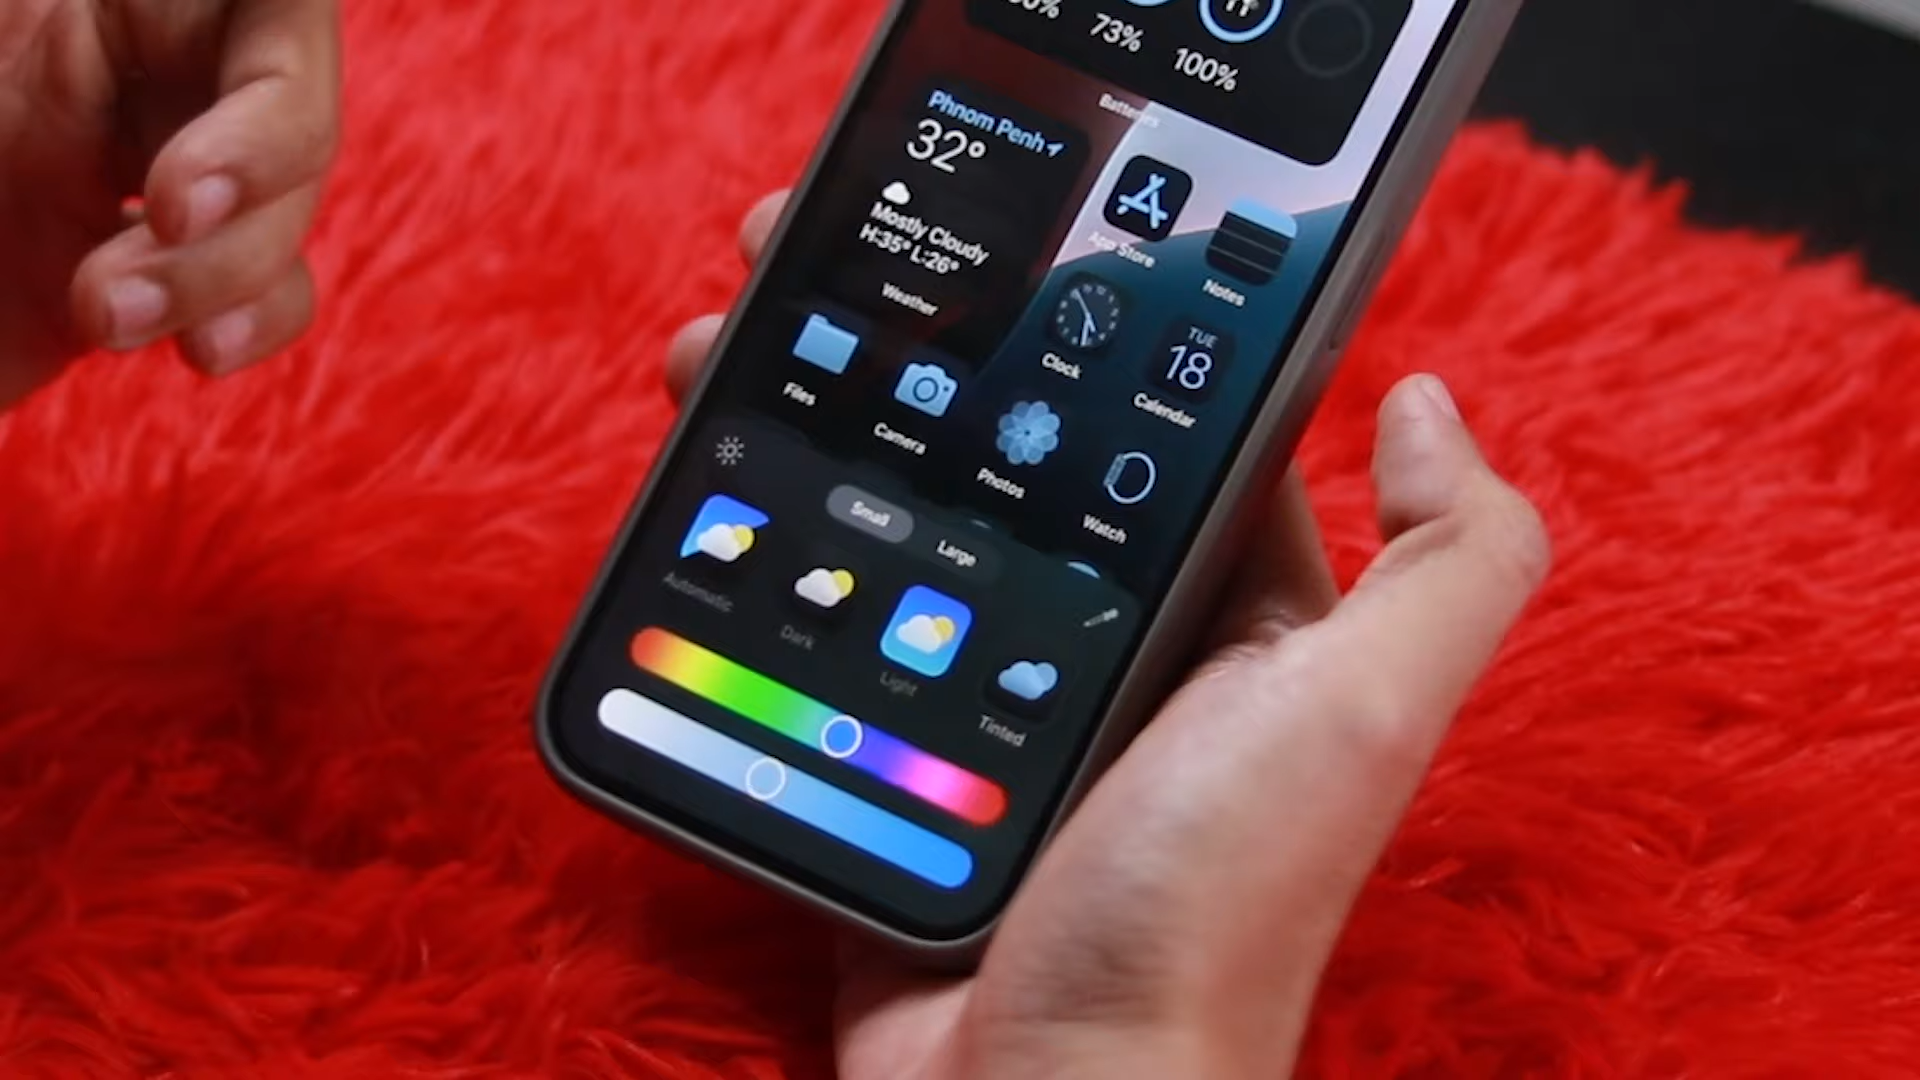 73%
100%
Batteries
Phnom Penh
32°
Mostly Cloudy
H:35° L:26°
Weather
App Store
Notes
Clock
TUE
18
Calendar
Files
Camera
Photos
Watch
Small
Large
Automatic
Dark
Light
Tinted